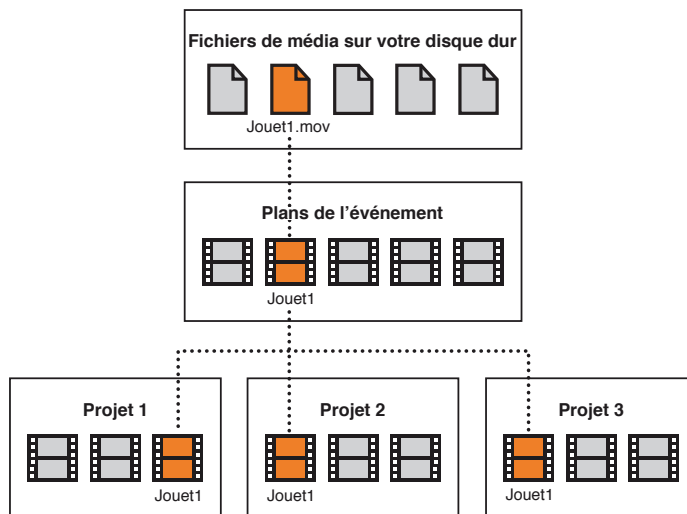 Fichiers de média sur votre disque dur
Jouet1.mov
Plans de l’événement
Jouet1
Projet 1
Projet 2
Projet 3
Jouet1
Jouet1
Jouet1